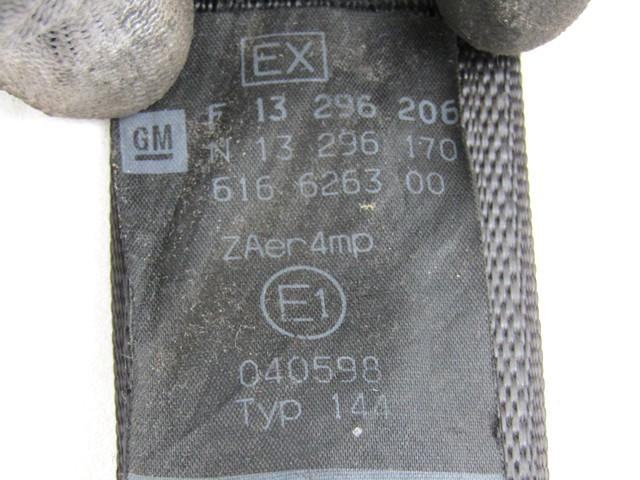 EX
GM
F 13 296 206
N 13 296 170
616 6263 00
ZAer4mp
E1
040598
Typ 144